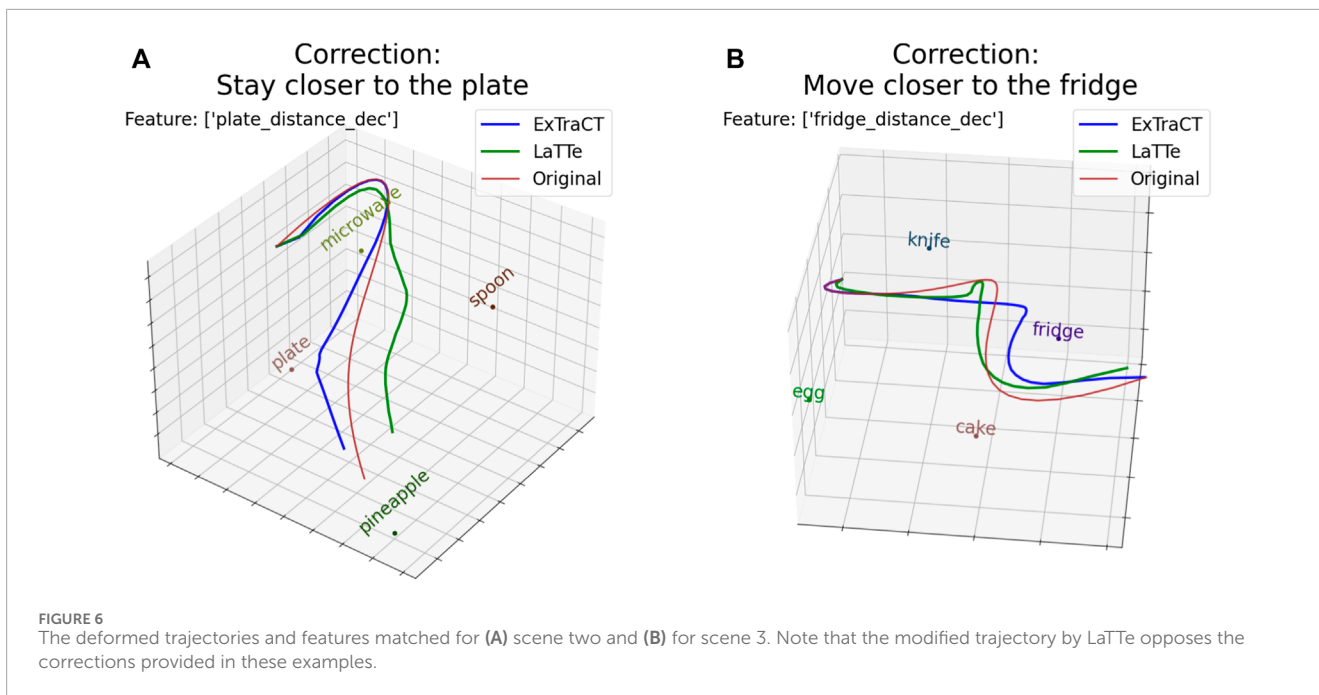 A
Correction:
Stay closer to the plate
Feature: ['plate_distance_dec']
ExTraCT
LaTTe
Original
microwave
spoon
plate
pineapple
B
Correction:
Move closer to the fridge
Feature: ['fridge_distance_dec']
ExTraCT
LaTTe
Original
knife
fridge
egg
cake
FIGURE 6
The deformed trajectories and features matched for (A) scene two and (B) for scene 3. Note that the modified trajectory by LaTTe opposes the
corrections provided in these examples.